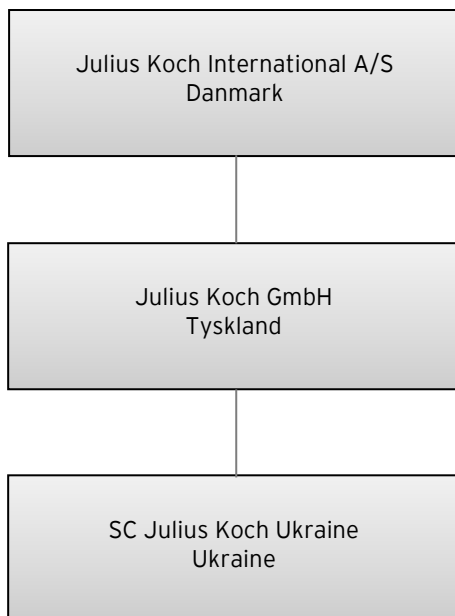 Julius Koch International A/S
Danmark
Julius Koch GmbH
Tyskland
SC Julius Koch Ukraine
Ukraine